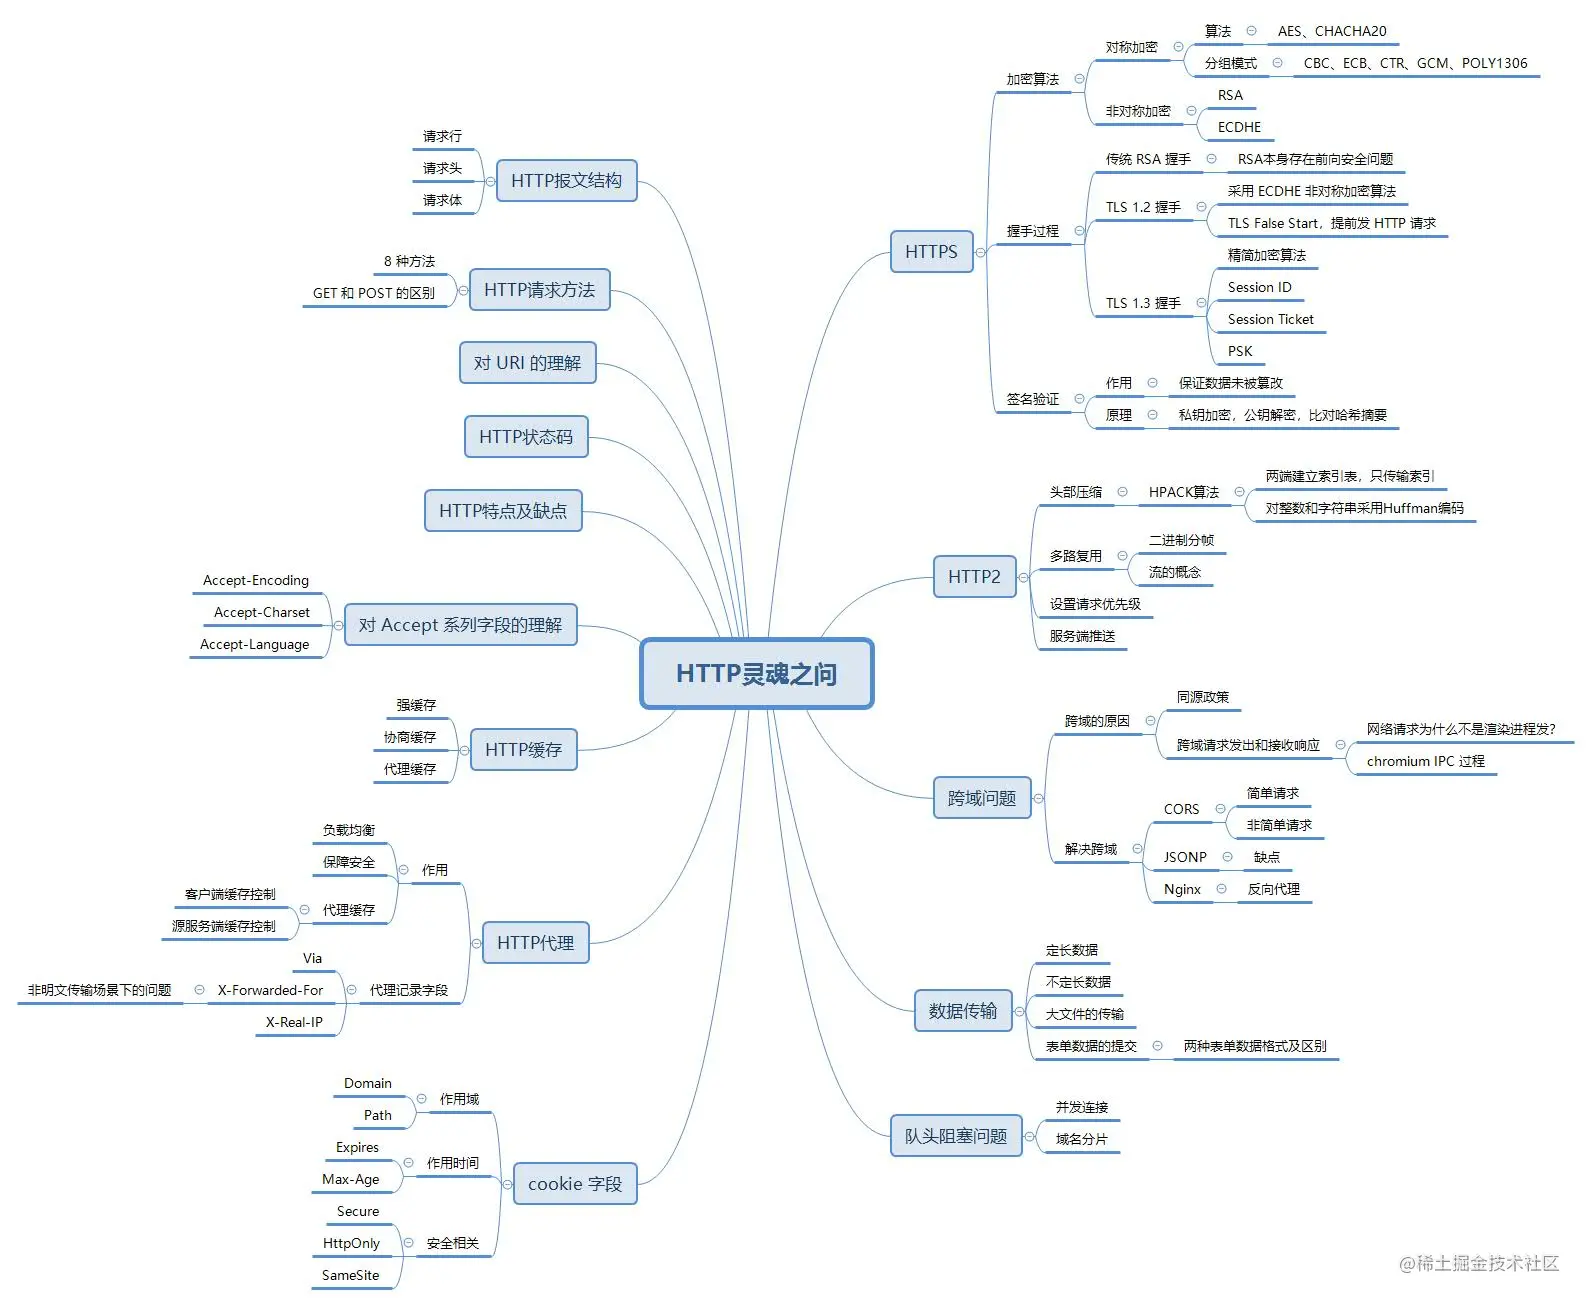 HTTP灵魂之问
HTTP报文结构
请求行
请求头
请求体
HTTP请求方法
8 种方法
GET 和 POST 的区别
对 URI 的理解
HTTP状态码
HTTP特点及缺点
对 Accept 系列字段的理解
Accept-Encoding
Accept-Charset
Accept-Language
HTTP缓存
强缓存
协商缓存
代理缓存
HTTP代理
作用
负载均衡
保障安全
代理缓存
客户端缓存控制
源服务端缓存控制
代理记录字段
Via
X-Forwarded-For
非明文传输场景下的问题
X-Real-IP
cookie 字段
作用域
Domain
Path
作用时间
Expires
Max-Age
安全相关
Secure
HttpOnly
SameSite
HTTPS
加密算法
对称加密
算法
AES、CHACHA20
分组模式
CBC、ECB、CTR、GCM、POLY1306
非对称加密
RSA
ECDHE
握手过程
传统 RSA 握手
RSA本身存在前向安全问题
TLS 1.2 握手
采用 ECDHE 非对称加密算法
TLS False Start，提前发 HTTP 请求
TLS 1.3 握手
精简加密算法
Session ID
Session Ticket
PSK
签名验证
作用
保证数据未被篡改
原理
私钥加密，公钥解密，比对哈希摘要
HTTP2
头部压缩
HPACK算法
两端建立索引表，只传输索引
对整数和字符串采用Huffman编码
多路复用
二进制分帧
流的概念
设置请求优先级
服务端推送
跨域问题
跨域的原因
同源政策
跨域请求发出和接收响应
网络请求为什么不是渲染进程发？
chromium IPC 过程
解决跨域
CORS
简单请求
非简单请求
JSONP
缺点
Nginx
反向代理
数据传输
定长数据
不定长数据
大文件的传输
表单数据的提交
两种表单数据格式及区别
队头阻塞问题
并发连接
域名分片
@稀土掘金技术社区